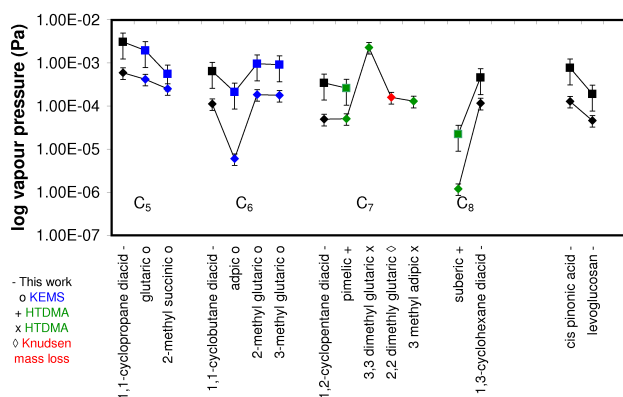 log vapour pressure (Pa)
1.00E-02
1.00E-03
1.00E-04
1.00E-05
1.00E-06
1.00E-07
C5
C6
C7
C8
1,1-cyclopropane diacid -
glutaric o
2-methyl succinic o
1,1-cyclobutane diacid -
adpic o
2-methyl glutaric o
3-methyl glutaric o
1,2-cyclopentane diacid -
pimelic +
3,3 dimethyl glutaric x
2,2 dimethly glutaric ◊
3 methyl adipic x
suberic +
1,3-cyclohexane diacid -
cis pinonic acid -
levoglucosan -
- This work
o KEMS
+ HTDMA
x HTDMA
◊ Knudsen
mass loss